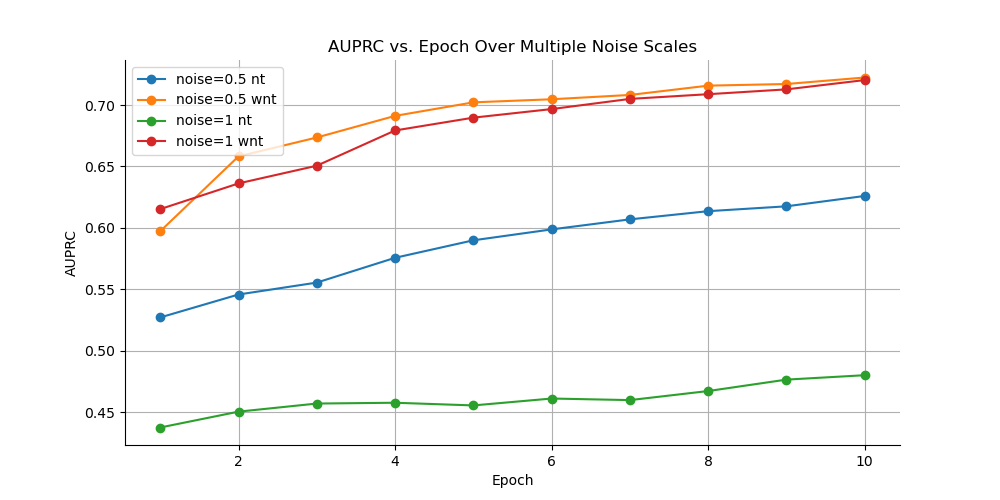 AUPRC vs. Epoch Over Multiple Noise Scales
noise=0.5 nt
noise=0.5 wnt
noise=1 nt
noise=1 wnt
AUPRC
0.70
0.65
0.60
0.55
0.50
0.45
2 4 6 8 10
Epoch